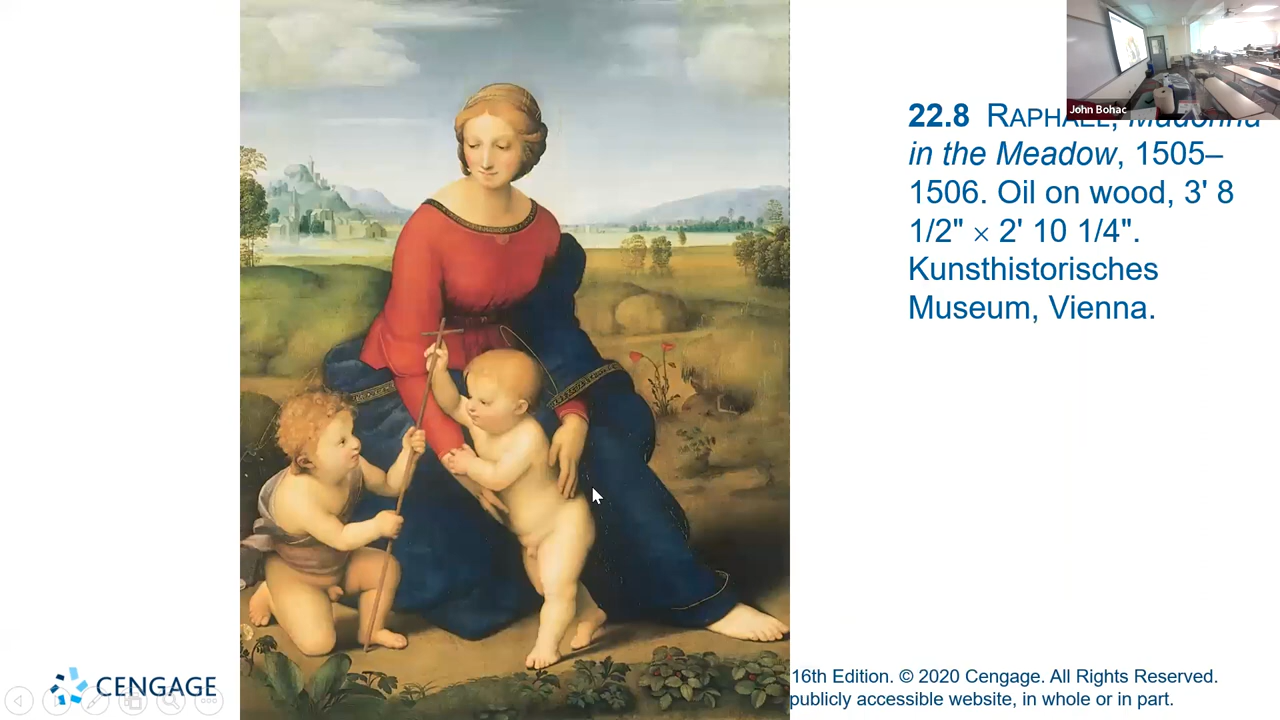 John Bohac
22.8 RAPHAEL, Madonna
in the Meadow, 1505–
1506. Oil on wood, 3' 8
1/2" × 2' 10 1/4".
Kunsthistorisches
Museum, Vienna.
16th Edition. © 2020 Cengage. All Rights Reserved.
publicly accessible website, in whole or in part.
CENGAGE